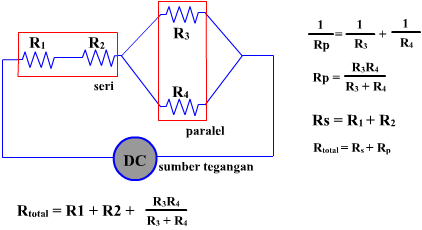 R1 R2
seri
R3
R4
paralel
DC
sumber tegangan
1/Rp = 1/R3 + 1/R4
Rp = R3R4/R3 + R4
Rs = R1 + R2
Rtotal = Rs + Rp
Rtotal = R1 + R2 + R3R4/R3 + R4